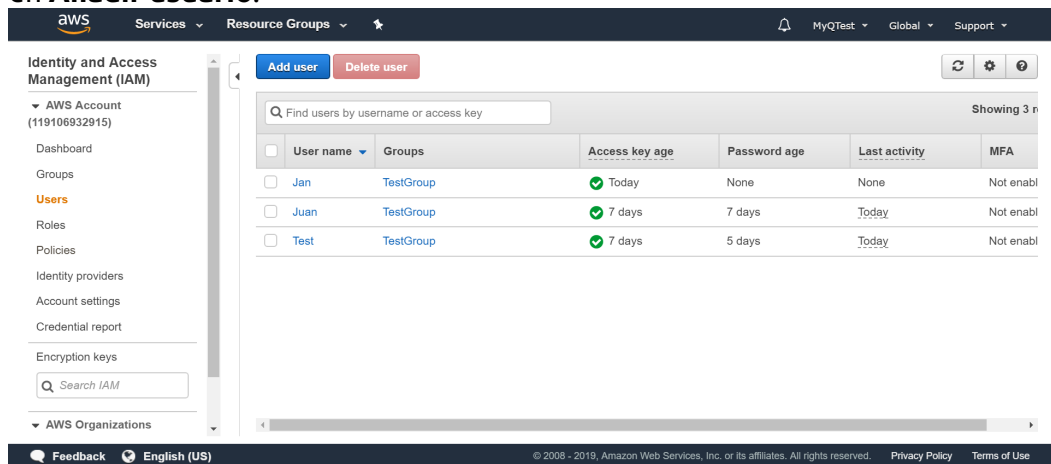 aws Services Resource Groups MyQTest Global Support
Identity and Access
Management (IAM)
AWS Account
(119106932915)
Dashboard
Groups
Users
Roles
Policies
Identity providers
Account settings
Credential report
Encryption keys
Search IAM
AWS Organizations
Add user Delete user
Find users by username or access key Showing 3
User name Groups Access key age Password age Last activity MFA
Jan TestGroup Today None None Not enabl
Juan TestGroup 7 days 7 days Today Not enabl
Test TestGroup 7 days 5 days Today Not enabl
Feedback English (US) © 2008 - 2019, Amazon Web Services, Inc. or its affiliates. All rights reserved. Privacy Policy Terms of Use